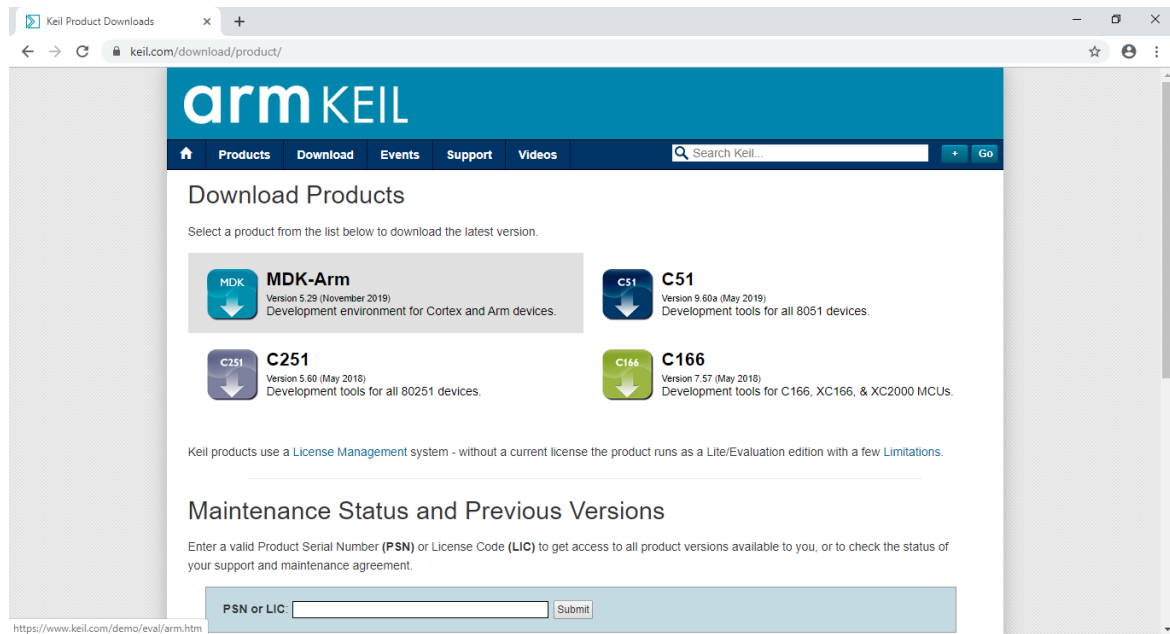 Keil Product Downloads
keil.com/download/product/
arm KEIL
Products Download Events Support Videos Search Keil... + Go
Download Products
Select a product from the list below to download the latest version.
MDK
MDK-Arm
Version 5.29 (November 2019)
Development environment for Cortex and Arm devices.
C51
C51
Version 9.60a (May 2019)
Development tools for all 8051 devices.
C251
C251
Version 5.60 (May 2018)
Development tools for all 80251 devices.
C166
C166
Version 7.57 (May 2018)
Development tools for C166, XC166, & XC2000 MCUs.
Keil products use a License Management system - without a current license the product runs as a Lite/Evaluation edition with a few Limitations.
Maintenance Status and Previous Versions
Enter a valid Product Serial Number (PSN) or License Code (LIC) to get access to all product versions available to you, or to check the status of
your support and maintenance agreement.
PSN or LIC: Submit
https://www.keil.com/demo/eval/arm.htm